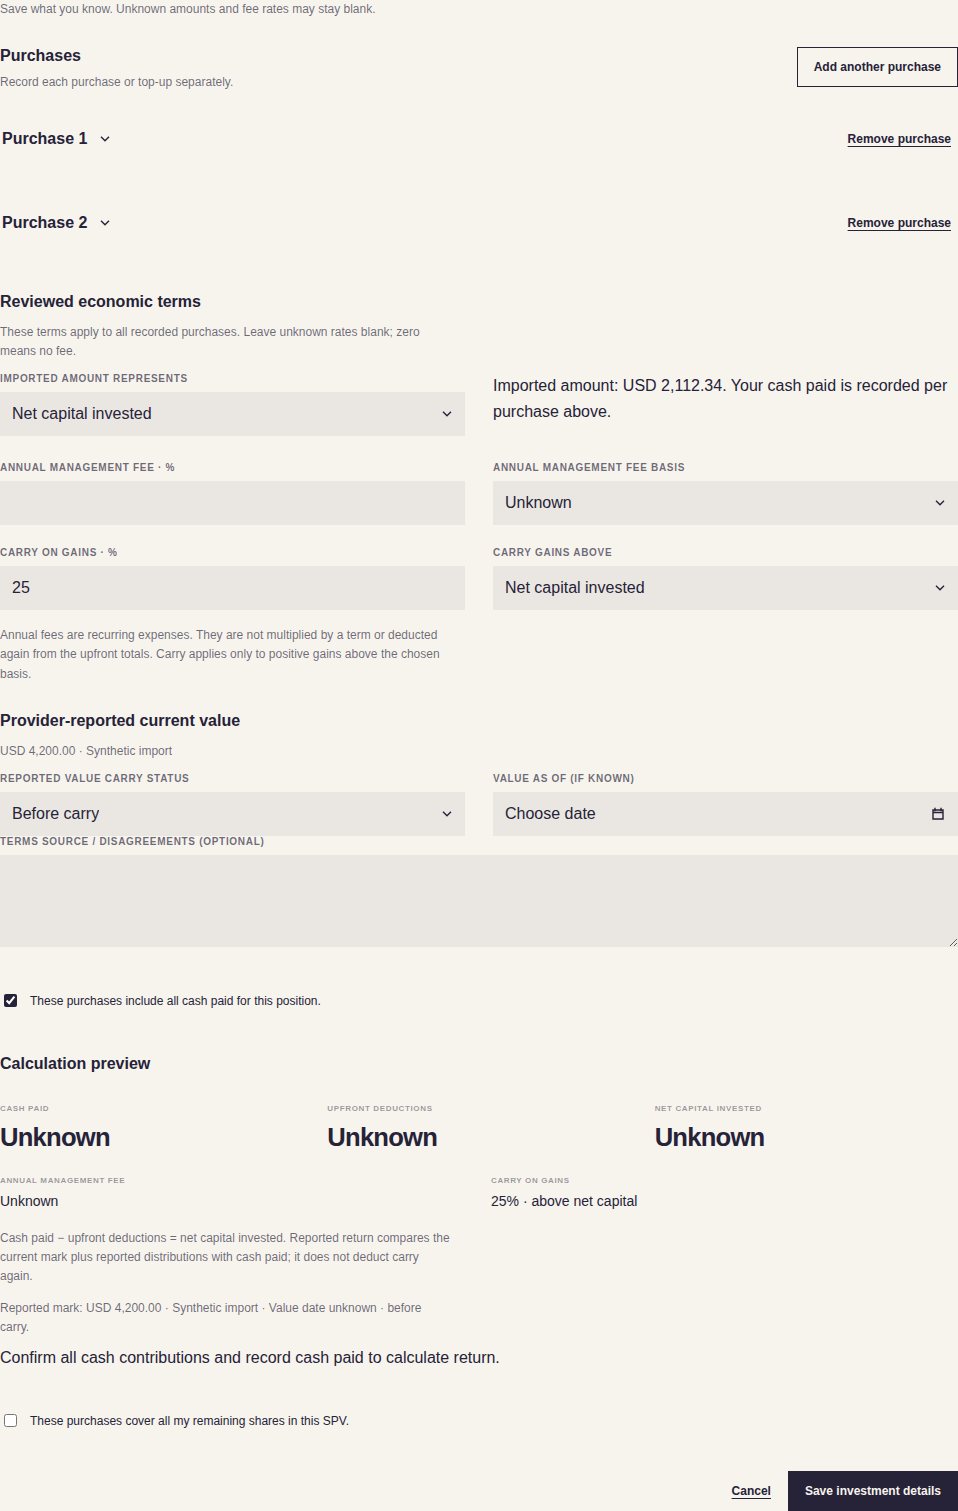 Save what you know. Unknown amounts and fee rates may stay blank.
Purchases
Record each purchase or top-up separately.
Add another purchase
Purchase 1
Remove purchase
Purchase 2
Remove purchase
Reviewed economic terms
These terms apply to all recorded purchases. Leave unknown rates blank; zero
means no fee.
IMPORTED AMOUNT REPRESENTS
Net capital invested
Imported amount: USD 2,112.34. Your cash paid is recorded per
purchase above.
ANNUAL MANAGEMENT FEE · %
ANNUAL MANAGEMENT FEE BASIS
Unknown
CARRY ON GAINS · %
25
CARRY GAINS ABOVE
Net capital invested
Annual fees are recurring expenses. They are not multiplied by a term or deducted
again from the upfront totals. Carry applies only to positive gains above the chosen
basis.
Provider-reported current value
USD 4,200.00 · Synthetic import
REPORTED VALUE CARRY STATUS
Before carry
VALUE AS OF (IF KNOWN)
Choose date
TERMS SOURCE / DISAGREEMENTS (OPTIONAL)
These purchases include all cash paid for this position.
Calculation preview
CASH PAID
Unknown
UPFRONT DEDUCTIONS
Unknown
NET CAPITAL INVESTED
Unknown
ANNUAL MANAGEMENT FEE
Unknown
CARRY ON GAINS
25% · above net capital
Cash paid − upfront deductions = net capital invested. Reported return compares the
current mark plus reported distributions with cash paid; it does not deduct carry
again.
Reported mark: USD 4,200.00 · Synthetic import · Value date unknown · before
carry.
Confirm all cash contributions and record cash paid to calculate return.
These purchases cover all my remaining shares in this SPV.
Cancel
Save investment details